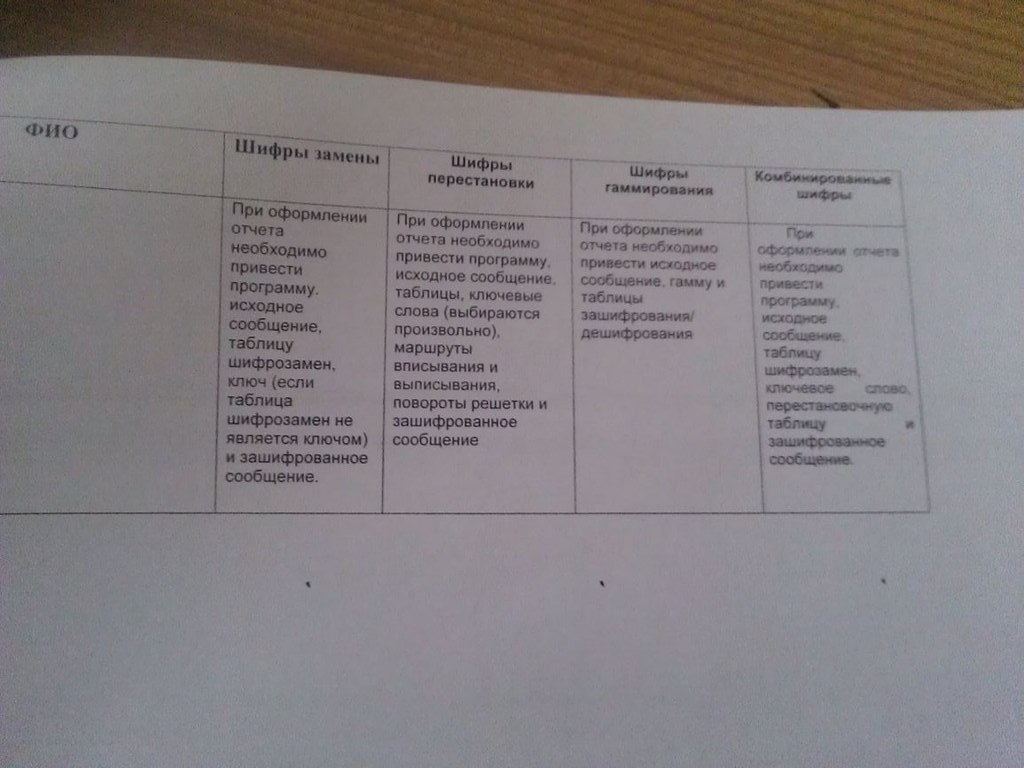 ФИО
Шифры замены
Шифры
перестановки
Шифры
гаммирования
Комбинированные
шифры
При оформлении
отчета
необходимо
привести
программу.
исходное
сообщение,
таблицу
шифрозамен,
ключ (если
таблица
шифрозамен не
является ключом)
и зашифрованное
сообщение.
При оформлении
отчета необходимо
привести программу,
исходное сообщение,
таблицы, ключевые
слова (выбираются
произвольно),
маршруты
вписывания и
выписывания,
повороты решетки и
зашифрованное
сообщение
При оформлении
отчета необходимо
привести исходное
сообщение, гамму и
таблицы
зашифрования/
дешифрования
При
оформлении отчета
необходимо
привести
программу,
исходное
сообщение,
таблицу
шифрозамен,
ключевое слово,
перестановочную
таблицу и
зашифрованное
сообщение.